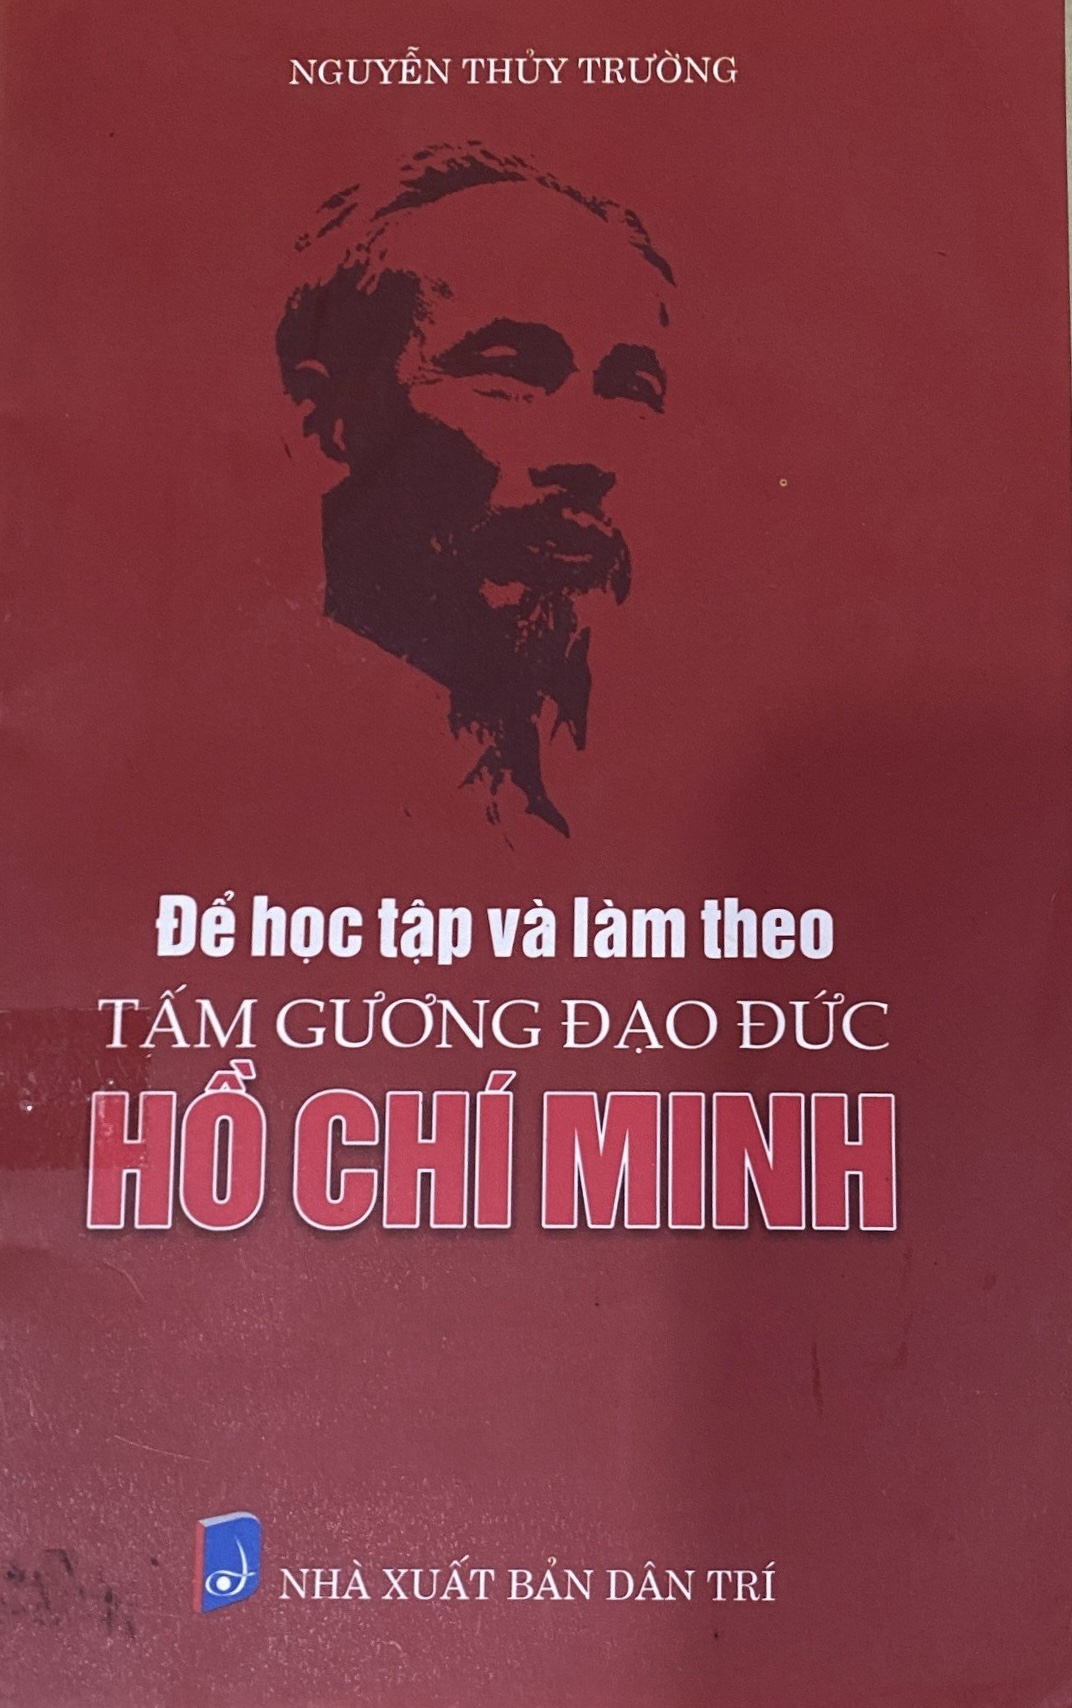 NGUYỄN THỦY TRƯỜNG
Để học tập và làm theo
TẤM GƯƠNG ĐẠO ĐỨC
HỒ CHÍ MINH
NHÀ XUẤT BẢN DÂN TRÍ